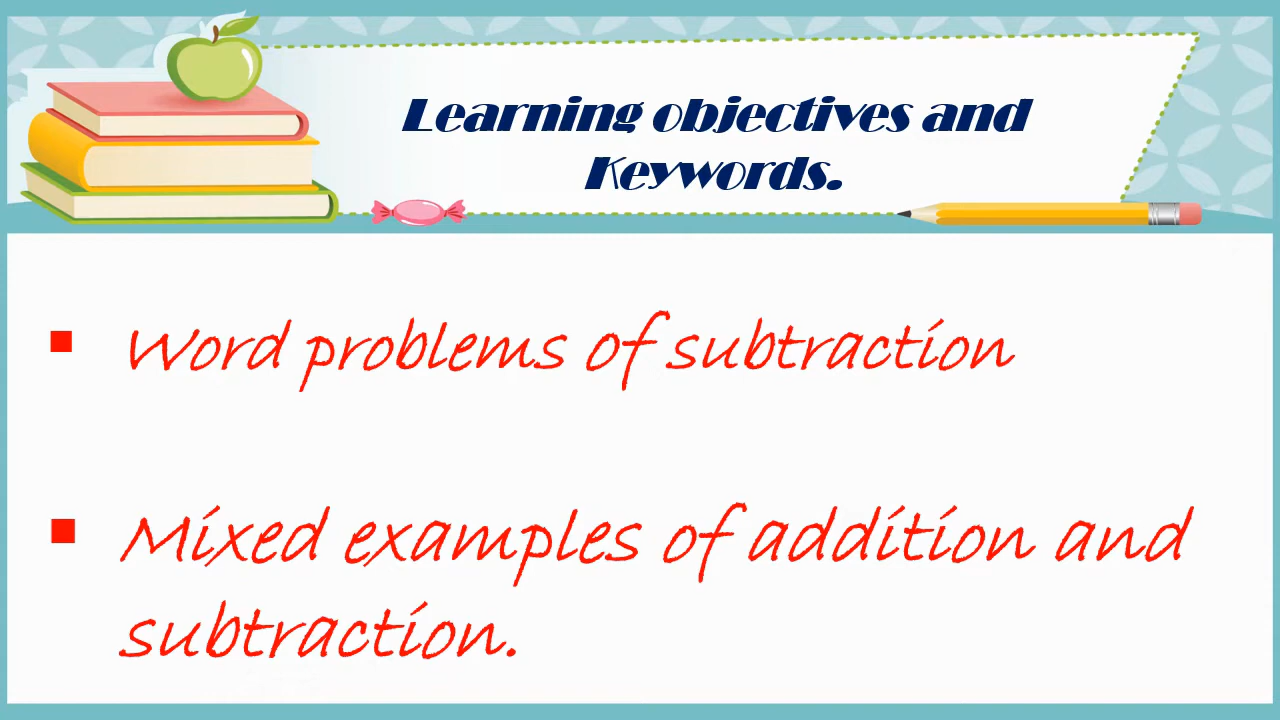 Learning objectives and
Keywords.
▪ Word problems of subtraction
▪ Mixed examples of addition and
subtraction.